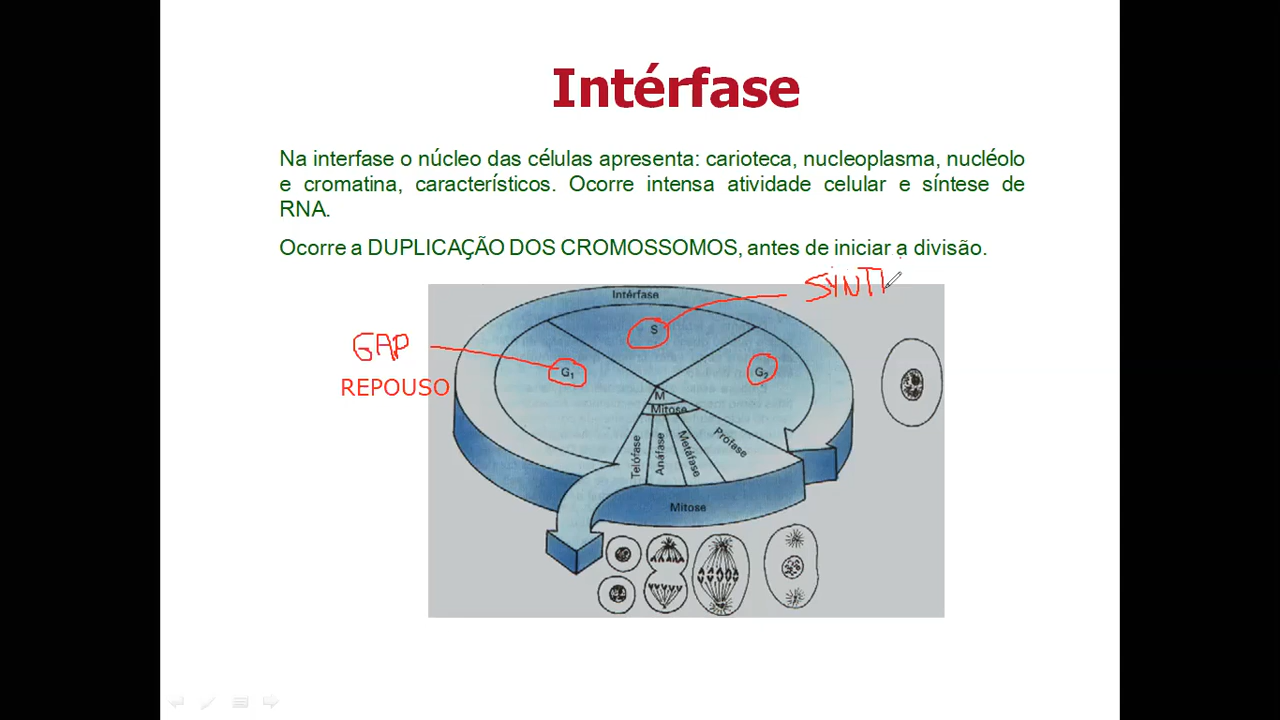 Intérfase
Na interfase o núcleo das células apresenta: carioteca, nucleoplasma, nucléolo
e cromatina, característicos. Ocorre intensa atividade celular e síntese de
RNA.
Ocorre a DUPLICAÇÃO DOS CROMOSSOMOS, antes de iniciar a divisão.
SYNTI
Intérfase
S
GAP
G₁
G₂
REPOUSO
M
Mitose
Telófase
Anáfase
Metáfase
Prófase
Mitose